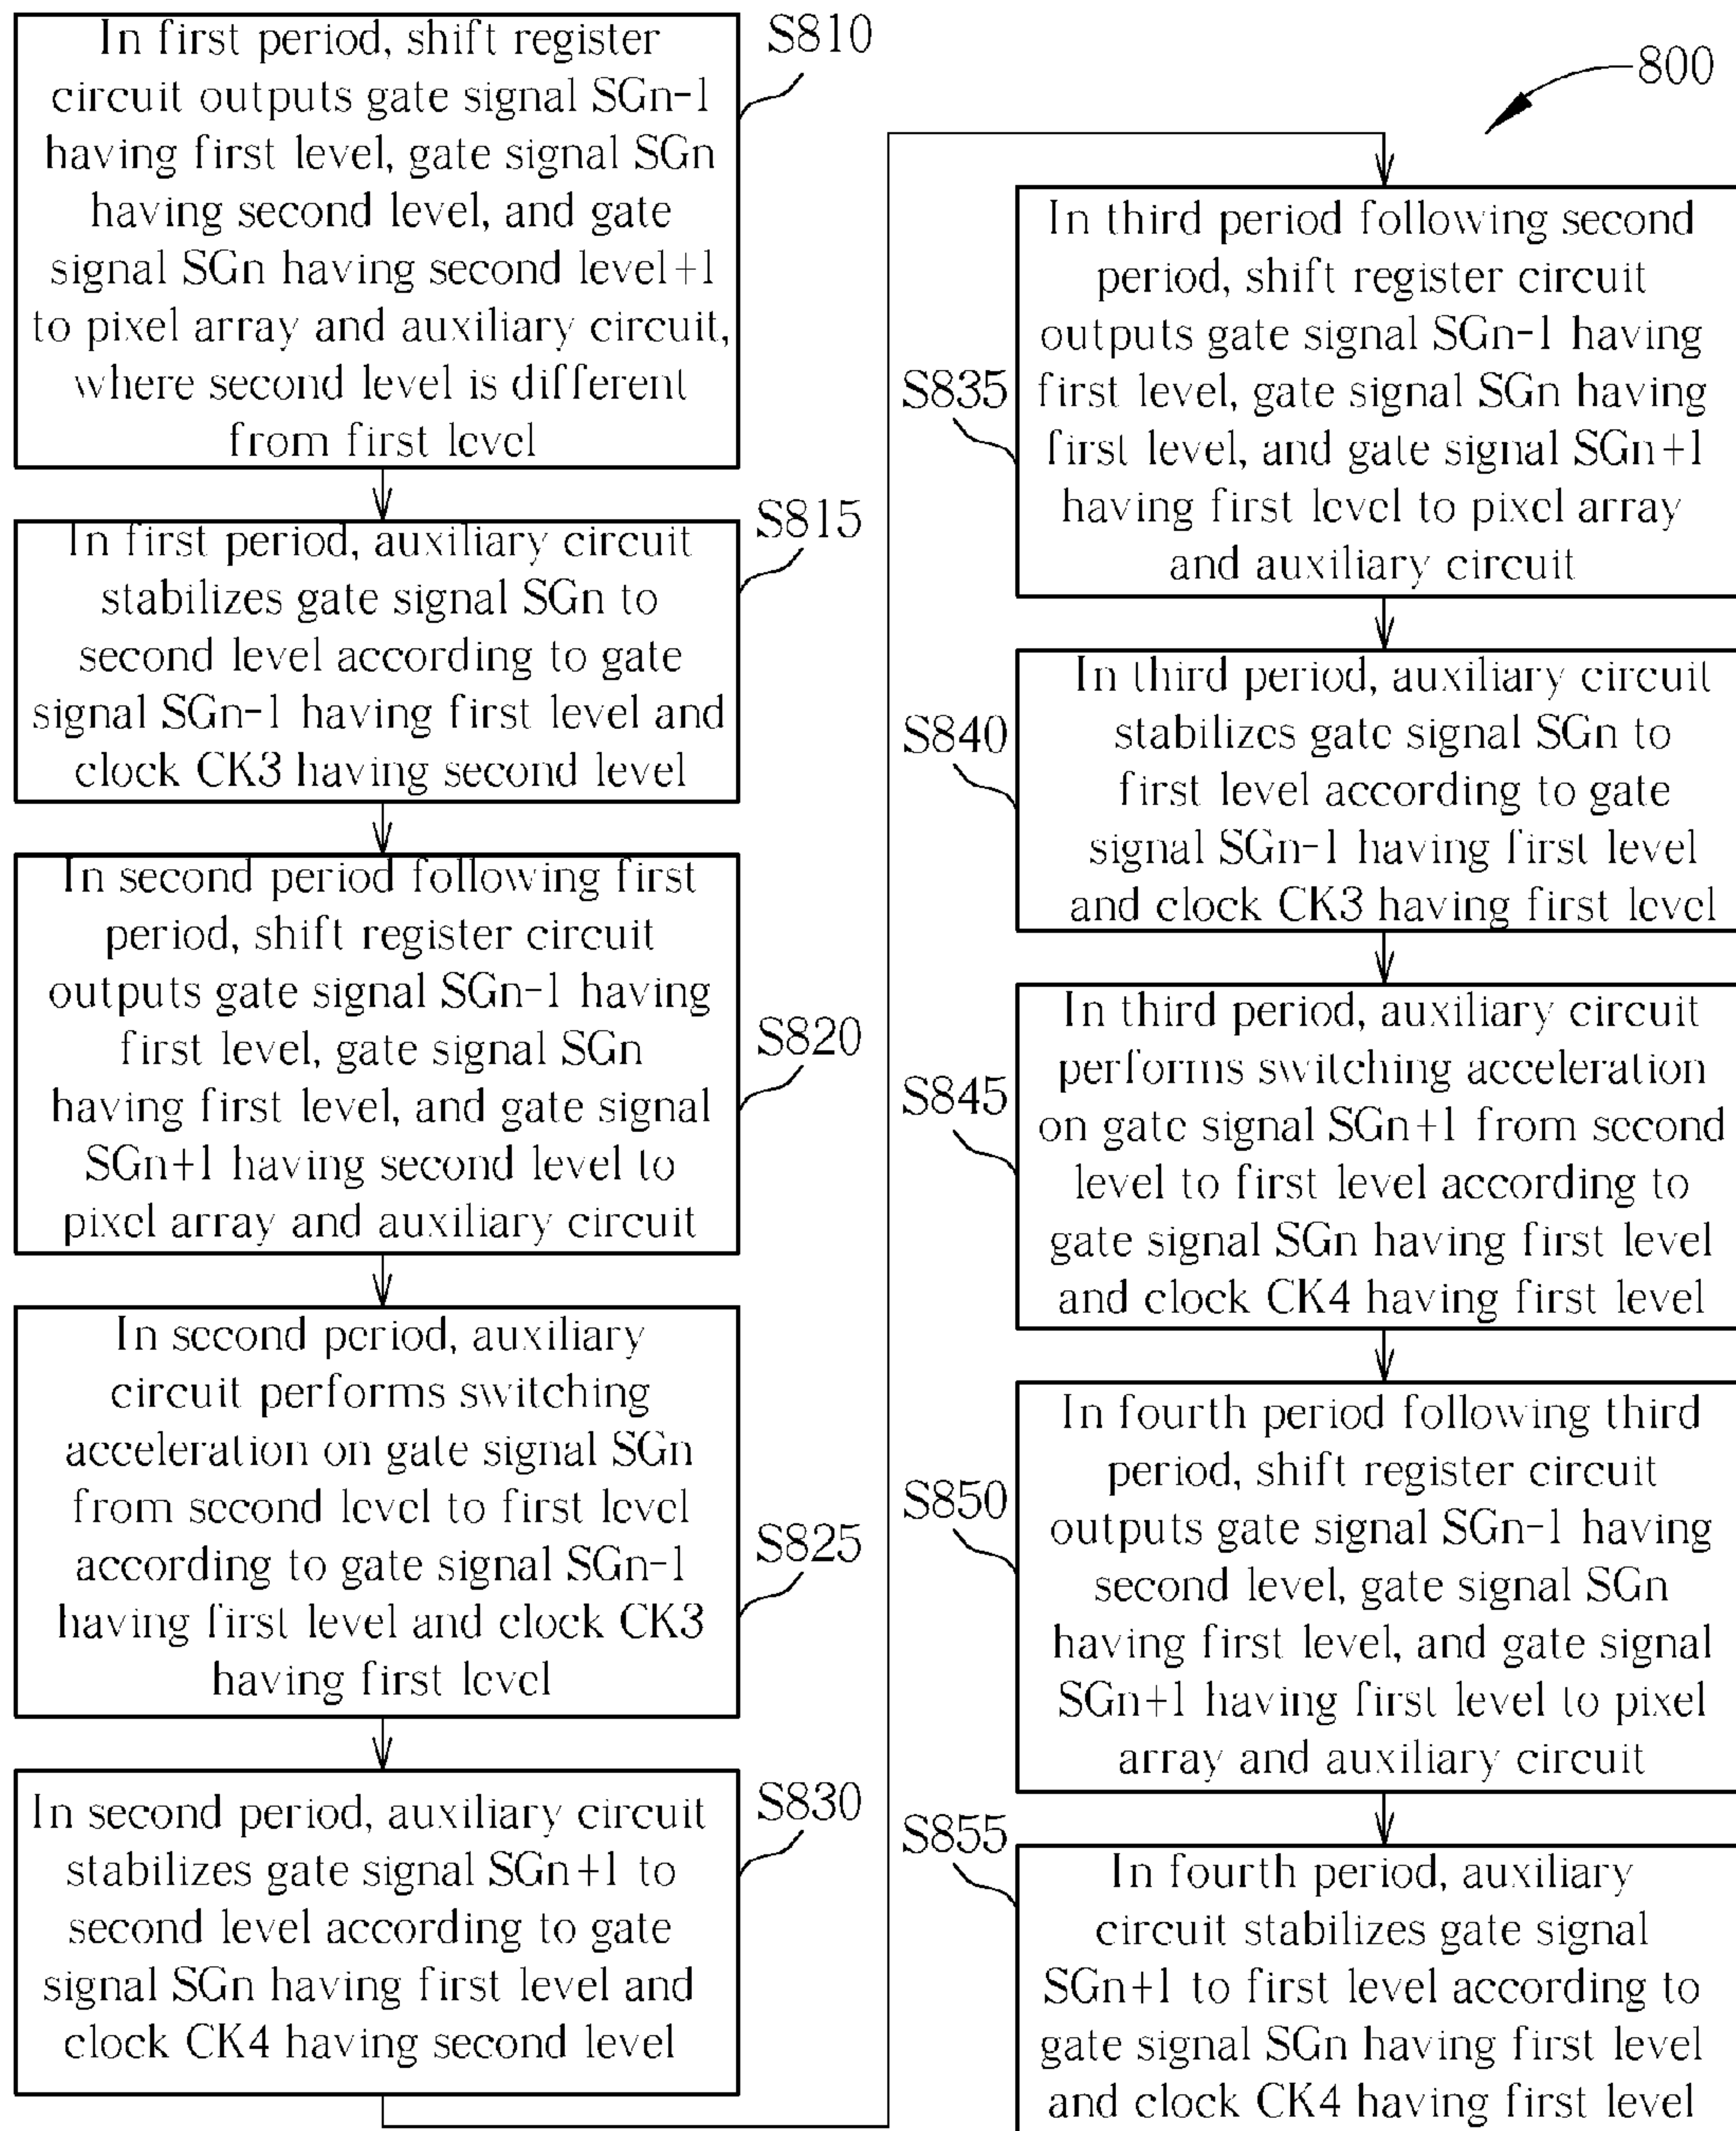 S810
In first period, shift register
circuit outputs gate signal SGn-1
having first level, gate signal SGn
having second level, and gate
signal SGn having second level+1
to pixel array and auxiliary circuit,
where second level is different
from first level
S815
In first period, auxiliary circuit
stabilizes gate signal SGn to
second level according to gate
signal SGn-1 having first level and
clock CK3 having second level
In second period following first
period, shift register circuit
outputs gate signal SGn-1 having
first level, gate signal SGn
having first level, and gate signal
SGn+1 having second level to
pixel array and auxiliary circuit
S820
In second period, auxiliary
circuit performs switching
acceleration on gate signal SGn
from second level to first level
according to gate signal SGn-1
having first level and clock CK3
having first level
S825
In second period, auxiliary circuit
stabilizes gate signal SGn+1 to
second level according to gate
signal SGn having first level and
clock CK4 having second level
S830
800
In third period following second
period, shift register circuit
outputs gate signal SGn-1 having
first level, gate signal SGn having
first level, and gate signal SGn+1
having first level to pixel array
and auxiliary circuit
S835
In third period, auxiliary circuit
stabilizes gate signal SGn to
first level according to gate
signal SGn-1 having first level
and clock CK3 having first level
S840
In third period, auxiliary circuit
performs switching acceleration
on gate signal SGn+1 from second
level to first level according to
gate signal SGn having first level
and clock CK4 having first level
S845
In fourth period following third
period, shift register circuit
outputs gate signal SGn-1 having
second level, gate signal SGn
having first level, and gate signal
SGn+1 having first level to pixel
array and auxiliary circuit
S850
S855
In fourth period, auxiliary
circuit stabilizes gate signal
SGn+1 to first level according to
gate signal SGn having first level
and clock CK4 having first level